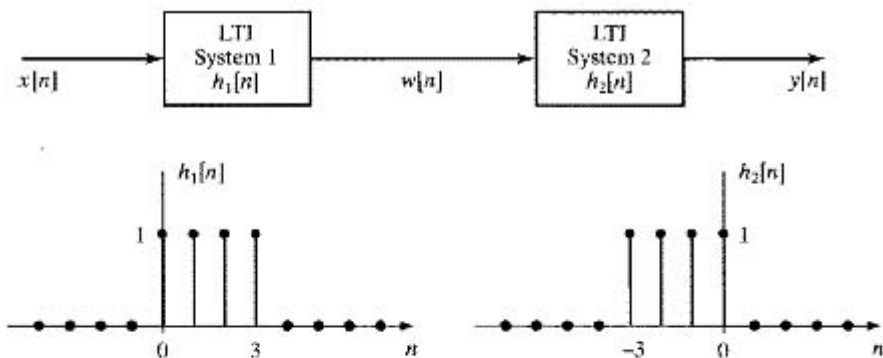 LTI
System 1
h₁[n]
LTI
System 2
h₂[n]
x[n]
w[n]
y[n]
h₁[n]
1
0
3
n
h₂[n]
1
−3
0
n